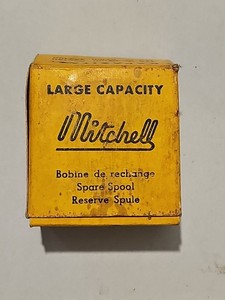 LARGE CAPACITY
Mitchell
Bobine de rechange
Spare Spool
Reserve Spule